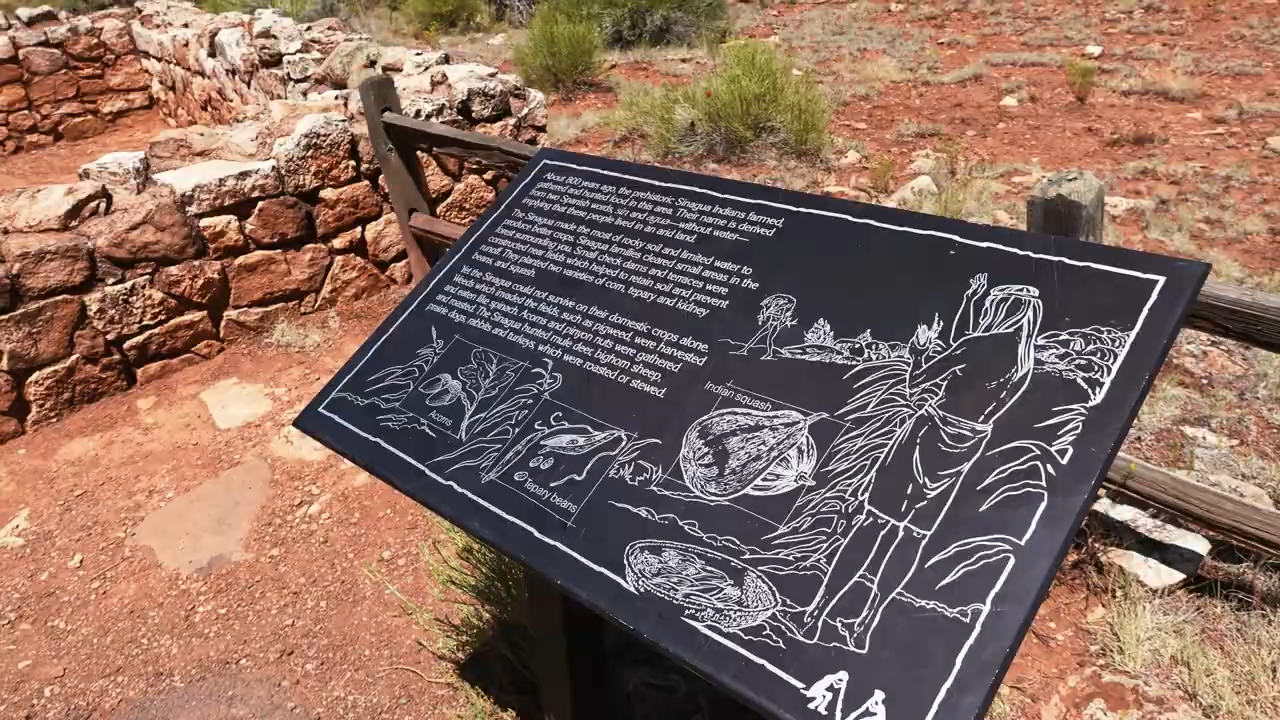 About 800 years ago, the prehistoric Sinagua Indians farmed,
gathered and hunted food in this area. Their name is derived
from two Spanish words, sin and agua—without water—
implying that these people lived in an arid land.
The Sinagua made the most of rocky soil and limited water to
produce better crops. Sinagua families cleared small areas in the
forest surrounding you. Small check dams and terraces were
constructed near fields which helped to retain soil and prevent
runoff. They planted two varieties of corn, tepary and kidney
beans, and squash.
Yet the Sinagua could not survive on their domestic crops alone.
Weeds which invaded the fields, such as pigweed, were harvested
and eaten like spinach. Acorns and pinyon nuts were gathered
and roasted. The Sinagua hunted mule deer, bighorn sheep,
prairie dogs, rabbits and turkeys, which were roasted or stewed.
Acorns
Tepary beans
Indian squash